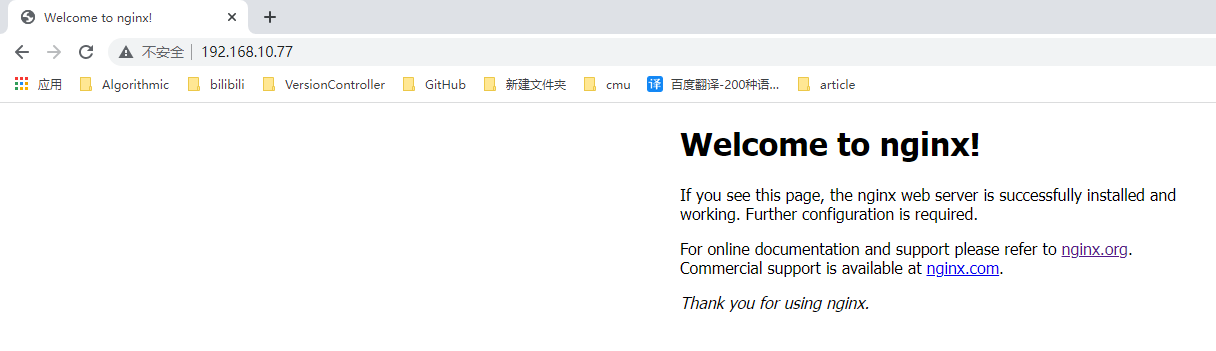 Welcome to nginx!
不安全 192.168.10.77
应用 Algorithmic bilibili VersionController GitHub 新建文件夹 cmu 译 百度翻译-200种语... article
Welcome to nginx!
If you see this page, the nginx web server is successfully installed and
working. Further configuration is required.
For online documentation and support please refer to nginx.org.
Commercial support is available at nginx.com.
Thank you for using nginx.